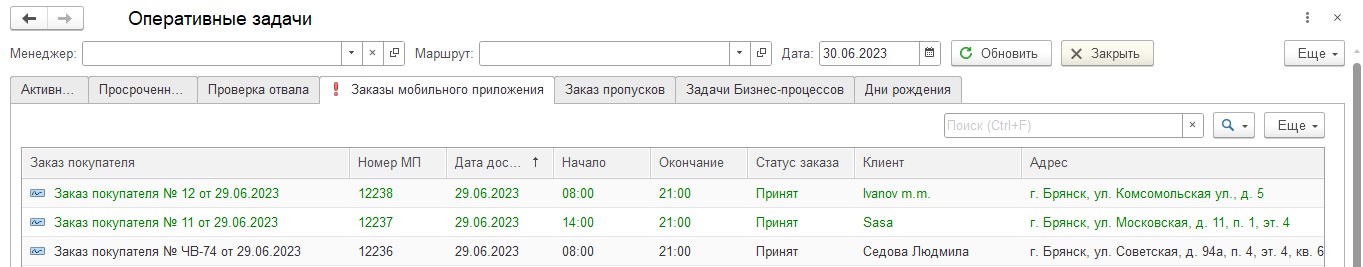 Оперативные задачи
Менеджер: Маршрут: Дата: 30.06.2023 Обновить Закрыть Еще
Активн... Просроченн... Проверка отвала Заказы мобильного приложения Заказ пропусков Задачи Бизнес-процессов Дни рождения
Поиск (Ctrl+F) Еще
Заказ покупателя Номер МП Дата дос... Начало Окончание Статус заказа Клиент Адрес
Заказ покупателя № 12 от 29.06.2023 12238 29.06.2023 08:00 21:00 Принят Ivanov m.m. г. Брянск, ул. Комсомольская ул., д. 5
Заказ покупателя № 11 от 29.06.2023 12237 29.06.2023 14:00 21:00 Принят Sasa г. Брянск, ул. Московская, д. 11, п. 1, эт. 4
Заказ покупателя № ЧВ-74 от 29.06.2023 12236 29.06.2023 08:00 21:00 Принят Седова Людмила г. Брянск, ул. Советская, д. 94а, п. 4, эт. 4, кв. 6